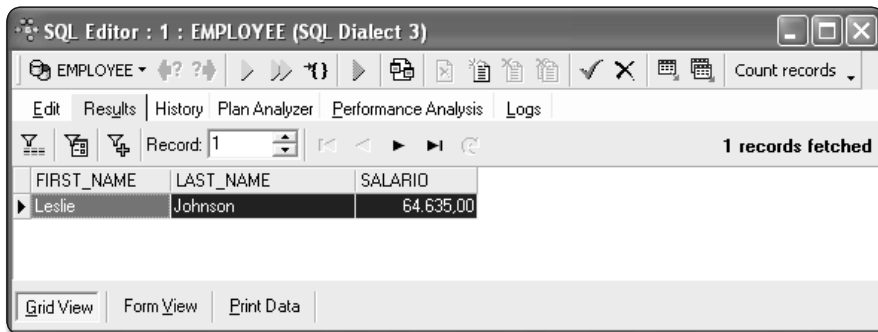 SQL Editor : 1 : EMPLOYEE (SQL Dialect 3)
EMPLOYEE Count records
Edit Results History Plan Analyzer Performance Analysis Logs
Record: 1 1 records fetched
FIRST_NAME LAST_NAME SALARIO
Leslie Johnson 64.635,00
Grid View Form View Print Data